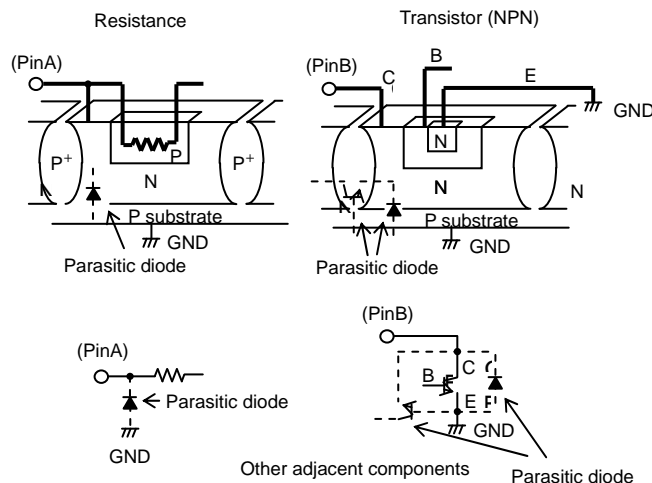 Resistance
Transistor (NPN)
(PinA)
(PinB)
B
C
E
GND
P+
P
P+
N
N
N
N
P substrate
P substrate
GND
GND
Parasitic diode
Parasitic diode
(PinA)
(PinB)
C
B
E
Parasitic diode
GND
GND
Other adjacent components
Parasitic diode